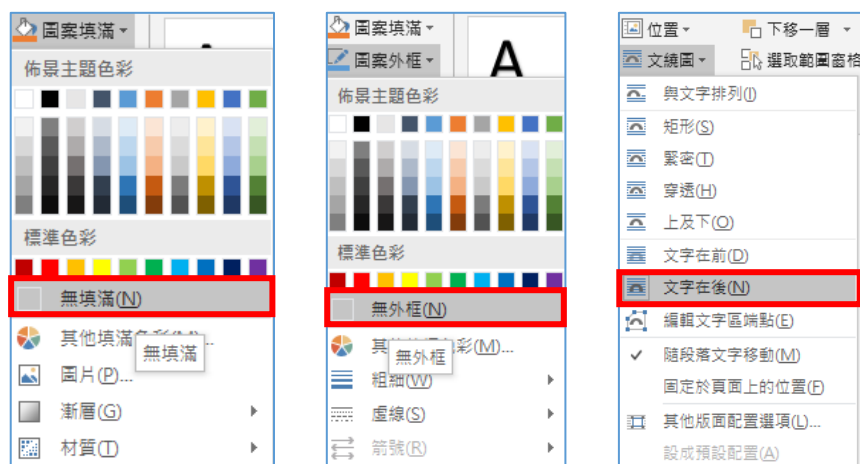 圖案填滿
佈景主題色彩
標準色彩
無填滿(N)
其他填滿色彩(M)...
無填滿
圖片(P)...
漸層(G)
材質(T)
圖案填滿
圖案外框
A
佈景主題色彩
標準色彩
無外框(N)
色彩(M)...
無外框
粗細(W)
虛線(S)
箭號(R)
位置
下移一層
文繞圖
選取範圍窗格
與文字排列(I)
矩形(S)
緊密(T)
穿透(H)
上及下(O)
文字在前(D)
文字在後(N)
編輯文字區端點(E)
隨段落文字移動(M)
固定於頁面上的位置(F)
其他版面配置選項(L)...
設成預設配置(A)